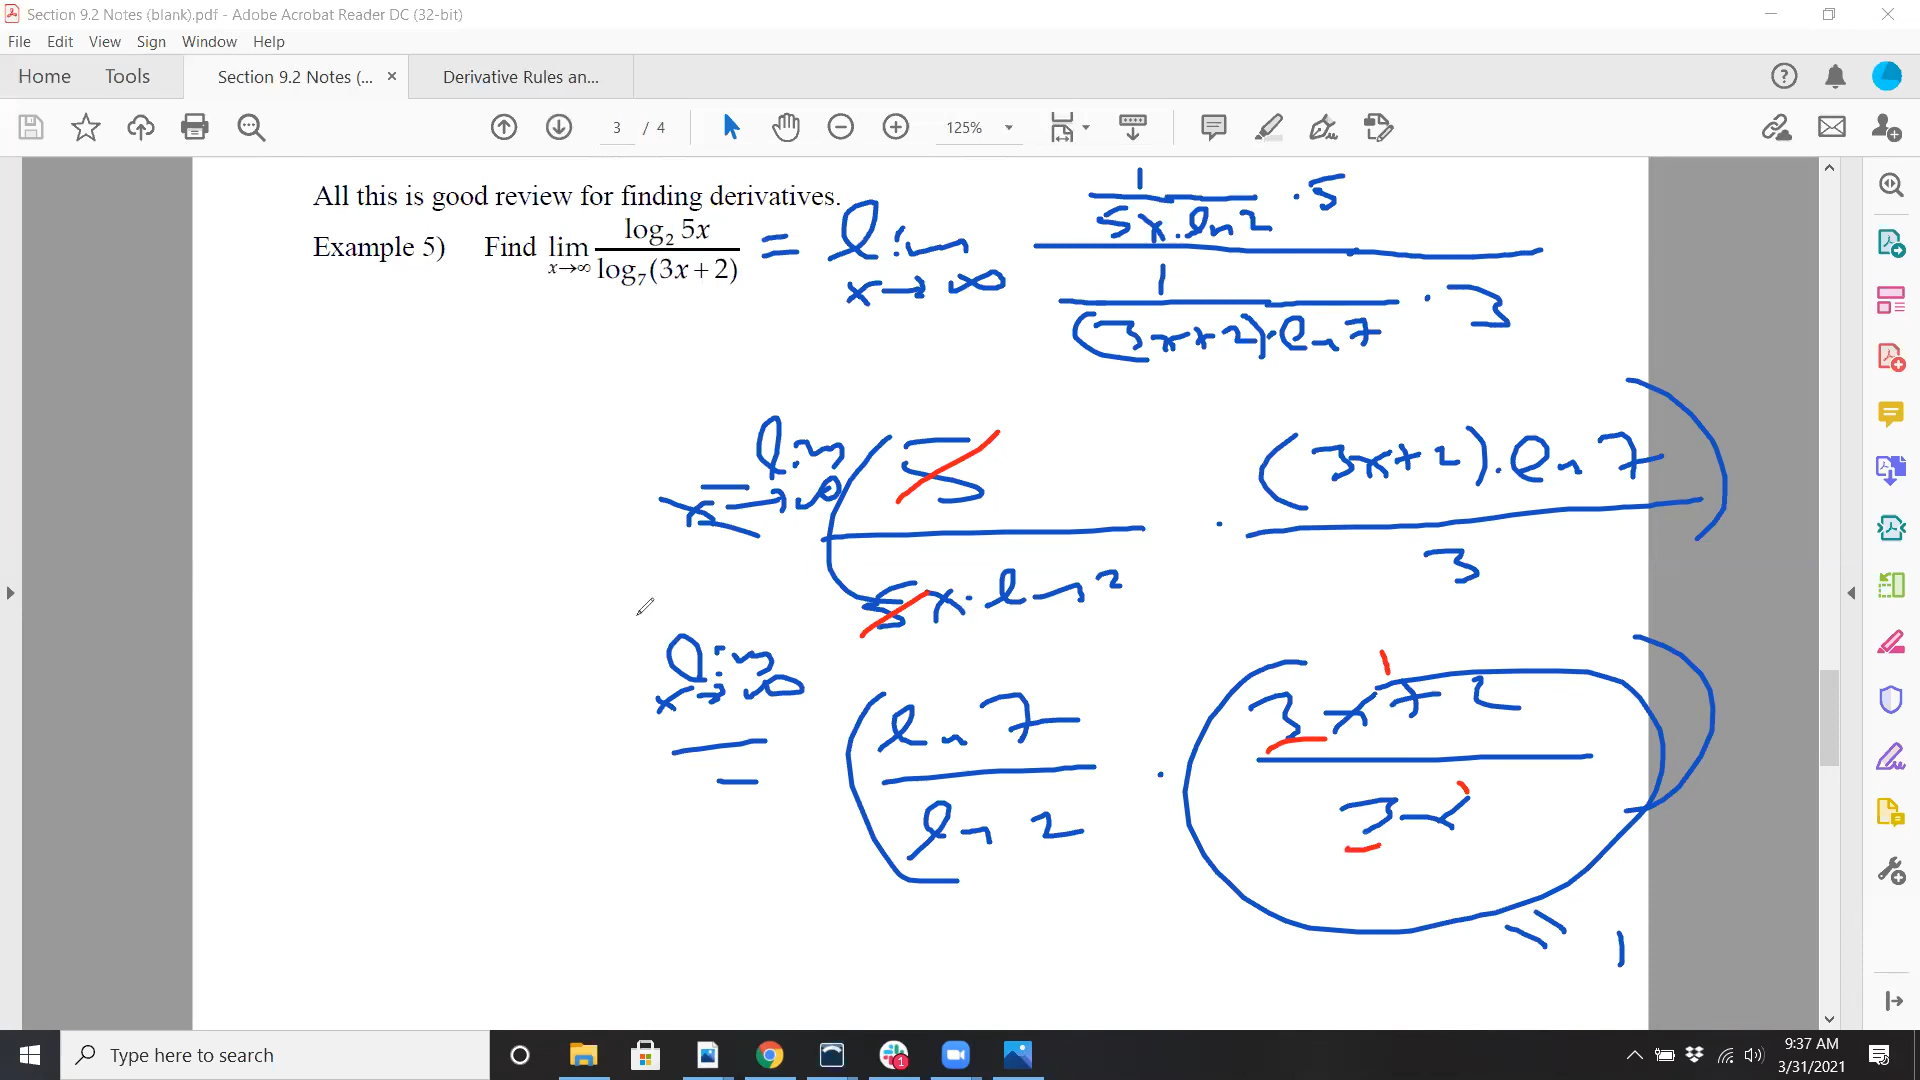 Section 9.2 Notes (blank).pdf - Adobe Acrobat Reader DC (32-bit)
File Edit View Sign Window Help
Home Tools Section 9.2 Notes (... × Derivative Rules an...
3 / 4 125%
All this is good review for finding derivatives.
Example 5) Find lim x→∞ log₂ 5x / log₇(3x+2) = lim x→∞ (1/(5x·ln2) ·5) / (1/((3x+2)·ln7) · 3)
= lim x→∞ (5/(5x·ln2) · ((3x+2)·ln7)/3)
= lim x→∞ (ln7/ln2 · (3x+2)/3x)
= 1
Type here to search
1
9:37 AM
3/31/2021